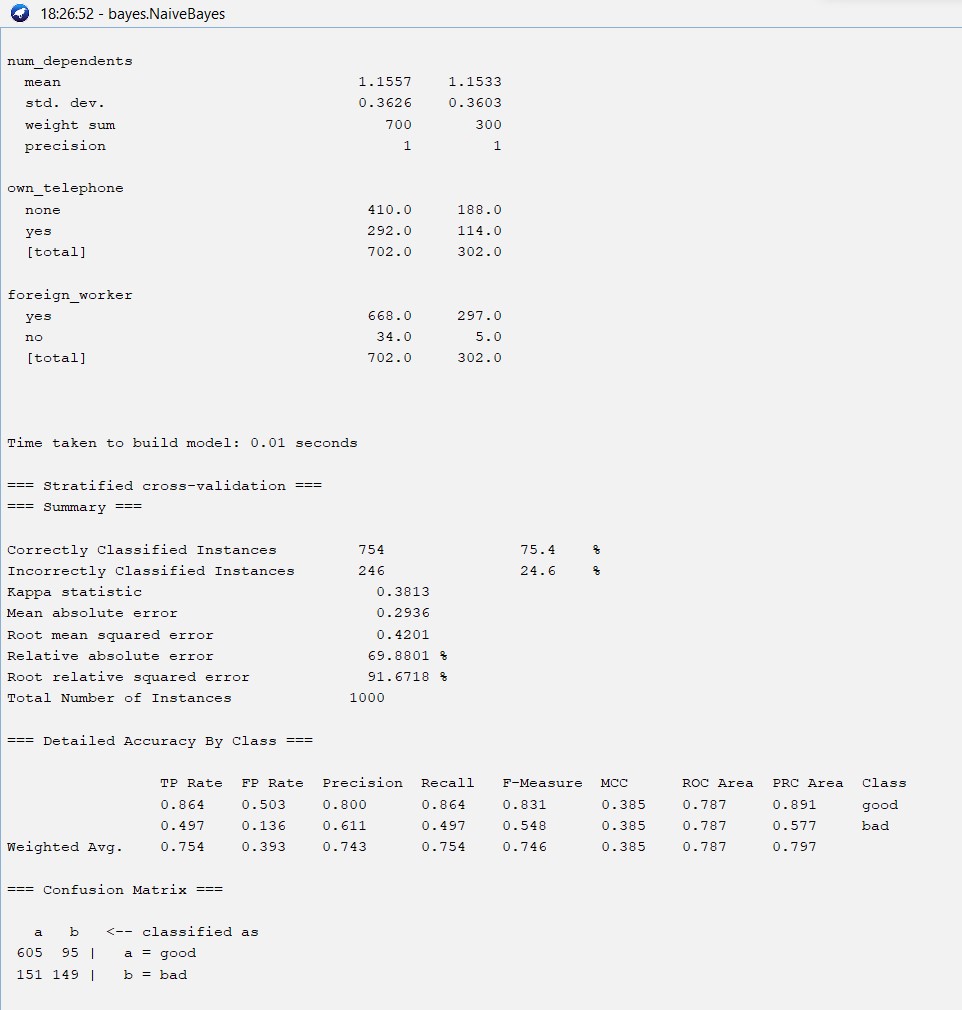 18:26:52 - bayes.NaiveBayes
num_dependents
mean 1.1557 1.1533
std. dev. 0.3626 0.3603
weight sum 700 300
precision 1 1
own_telephone
none 410.0 188.0
yes 292.0 114.0
[total] 702.0 302.0
foreign_worker
yes 668.0 297.0
no 34.0 5.0
[total] 702.0 302.0
Time taken to build model: 0.01 seconds
=== Stratified cross-validation ===
=== Summary ===
Correctly Classified Instances 754 75.4 %
Incorrectly Classified Instances 246 24.6 %
Kappa statistic 0.3813
Mean absolute error 0.2936
Root mean squared error 0.4201
Relative absolute error 69.8801 %
Root relative squared error 91.6718 %
Total Number of Instances 1000
=== Detailed Accuracy By Class ===
TP Rate FP Rate Precision Recall F-Measure MCC ROC Area PRC Area Class
0.864 0.503 0.800 0.864 0.831 0.385 0.787 0.891 good
0.497 0.136 0.611 0.497 0.548 0.385 0.787 0.577 bad
Weighted Avg. 0.754 0.393 0.743 0.754 0.746 0.385 0.787 0.797
=== Confusion Matrix ===
a b <-- classified as
605 95 | a = good
151 149 | b = bad